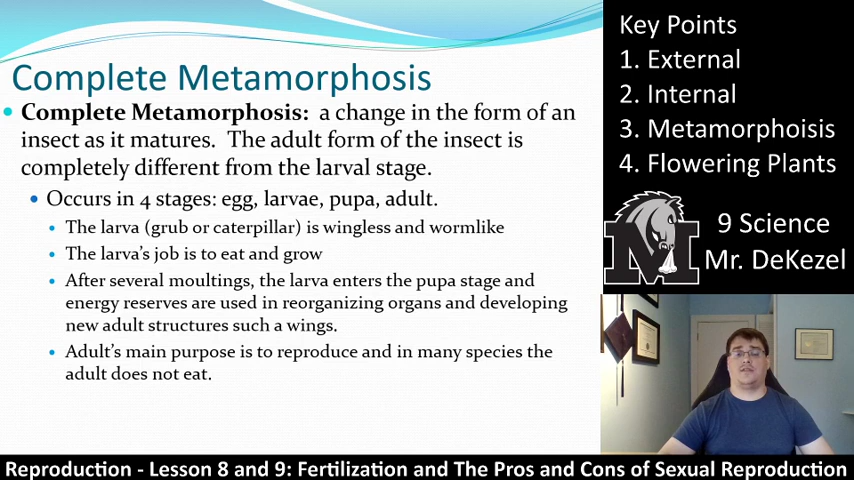 Complete Metamorphosis
Complete Metamorphosis: a change in the form of an
insect as it matures. The adult form of the insect is
completely different from the larval stage.
Occurs in 4 stages: egg, larvae, pupa, adult.
The larva (grub or caterpillar) is wingless and wormlike
The larva's job is to eat and grow
After several moultings, the larva enters the pupa stage and
energy reserves are used in reorganizing organs and developing
new adult structures such a wings.
Adult's main purpose is to reproduce and in many species the
adult does not eat.
Key Points
1. External
2. Internal
3. Metamorphoisis
4. Flowering Plants
M
9 Science
Mr. DeKezel
Reproduction - Lesson 8 and 9: Fertilization and The Pros and Cons of Sexual Reproduction